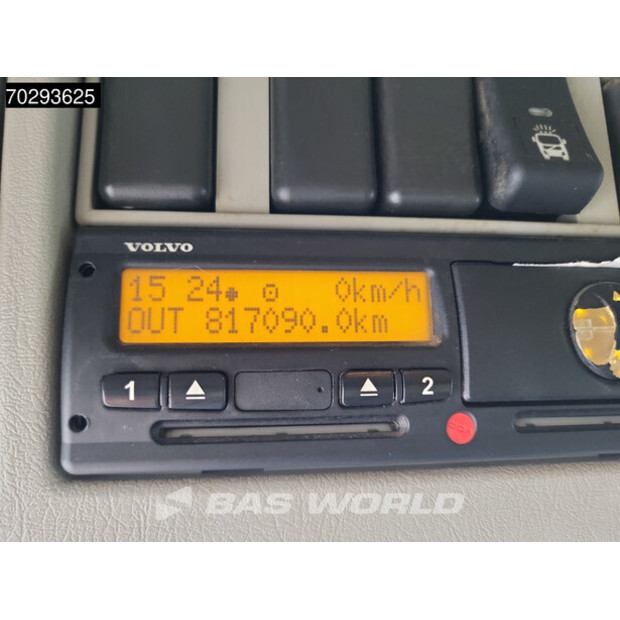 70293625
VOLVO
15 24 0km/h
OUT 817090.0km
1 2
BAS WORLD